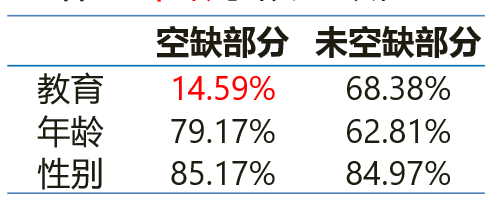 空缺部分 未空缺部分
教育 14.59% 68.38%
年龄 79.17% 62.81%
性别 85.17% 84.97%